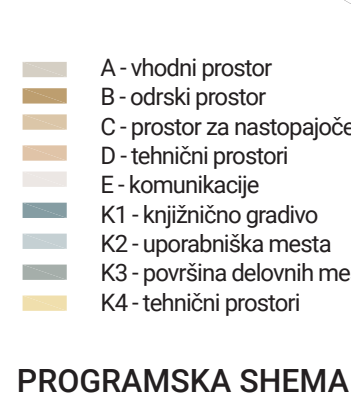 A - vhodni prostor
B - odrski prostor
C - prostor za nastopajoče
D - tehnični prostori
E - komunikacije
K1 - knjižnično gradivo
K2 - uporabniška mesta
K3 - površina delovnih me
K4 - tehnični prostori
PROGRAMSKA SHEMA